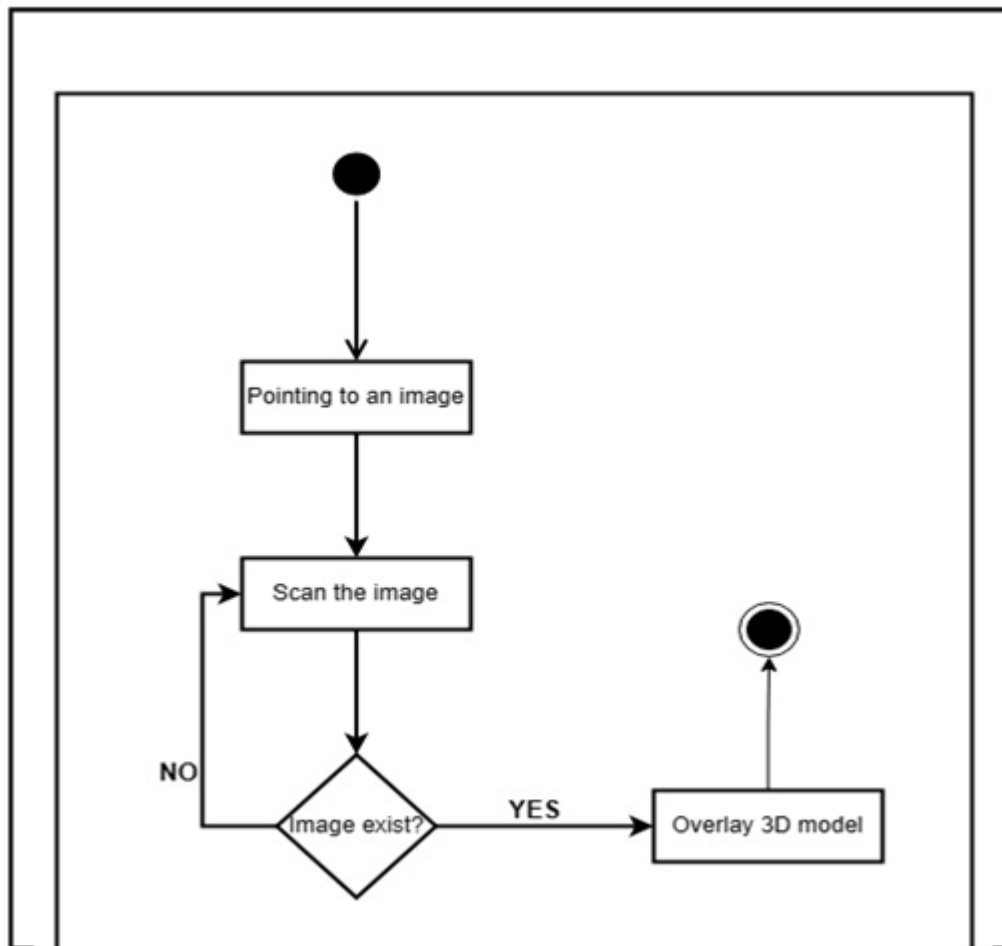 Pointing to an image
Scan the image
NO
Image exist?
YES
Overlay 3D model